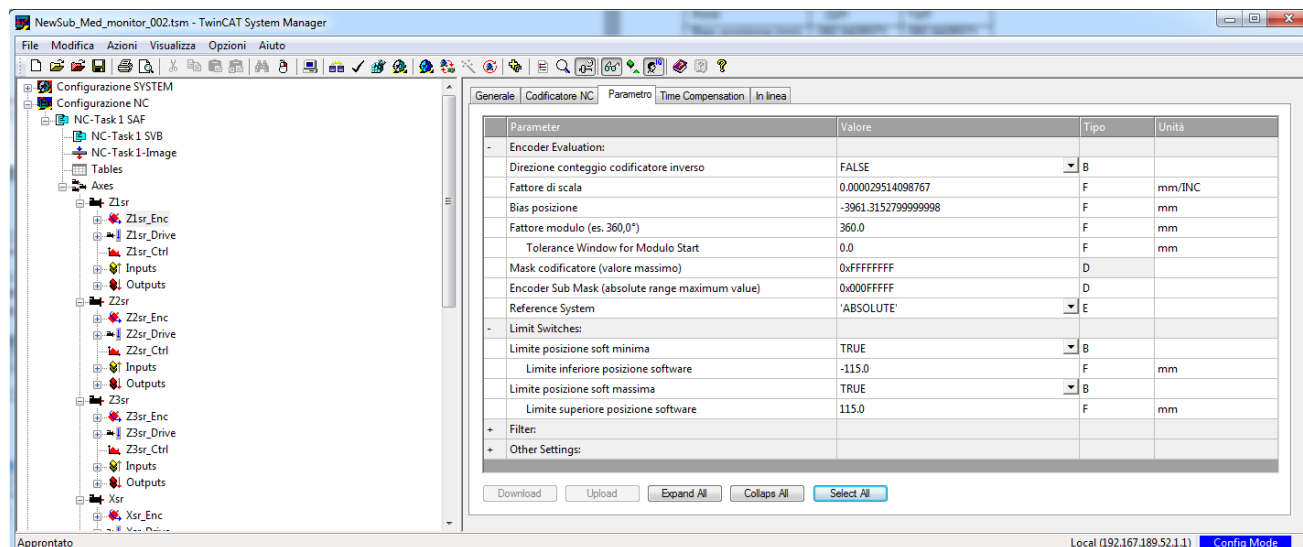 NewSub_Med_monitor_002.tsm - TwinCAT System Manager
File Modifica Azioni Visualizza Opzioni Aiuto
Configurazione SYSTEM
Configurazione NC
NC-Task 1 SAF
NC-Task 1 SVB
NC-Task 1-Image
Tables
Axes
Z1sr
Z1sr_Enc
Z1sr_Drive
Z1sr_Ctrl
Inputs
Outputs
Z2sr
Z2sr_Enc
Z2sr_Drive
Z2sr_Ctrl
Inputs
Outputs
Z3sr
Z3sr_Enc
Z3sr_Drive
Z3sr_Ctrl
Inputs
Outputs
Xsr
Xsr_Enc
Generale Codificatore NC Parametro Time Compensation In linea
Parameter Valore Tipo Unità
- Encoder Evaluation:
Direzione conteggio codificatore inverso FALSE B
Fattore di scala 0.000029514098767 F mm/INC
Bias posizione -3961.3152799999998 F mm
Fattore modulo (es. 360,0°) 360.0 F mm
Tolerance Window for Modulo Start 0.0 F mm
Mask codificatore (valore massimo) 0xFFFFFFFF D
Encoder Sub Mask (absolute range maximum value) 0x000FFFFF D
Reference System 'ABSOLUTE' E
- Limit Switches:
Limite posizione soft minima TRUE B
Limite inferiore posizione software -115.0 F mm
Limite posizione soft massima TRUE B
Limite superiore posizione software 115.0 F mm
+ Filter:
+ Other Settings:
Download Upload Expand All Collaps All Select All
Approntato Local (192.167.189.52.1.1) Config Mode